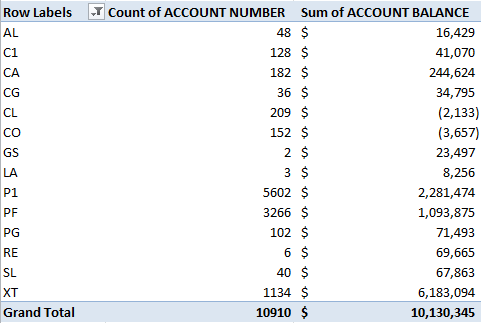 Row Labels Count of ACCOUNT NUMBER Sum of ACCOUNT BALANCE
AL 48 $ 16,429
C1 128 $ 41,070
CA 182 $ 244,624
CG 36 $ 34,795
CL 209 $ (2,133)
CO 152 $ (3,657)
GS 2 $ 23,497
LA 3 $ 8,256
P1 5602 $ 2,281,474
PF 3266 $ 1,093,875
PG 102 $ 71,493
RE 6 $ 69,665
SL 40 $ 67,863
XT 1134 $ 6,183,094
Grand Total 10910 $ 10,130,345